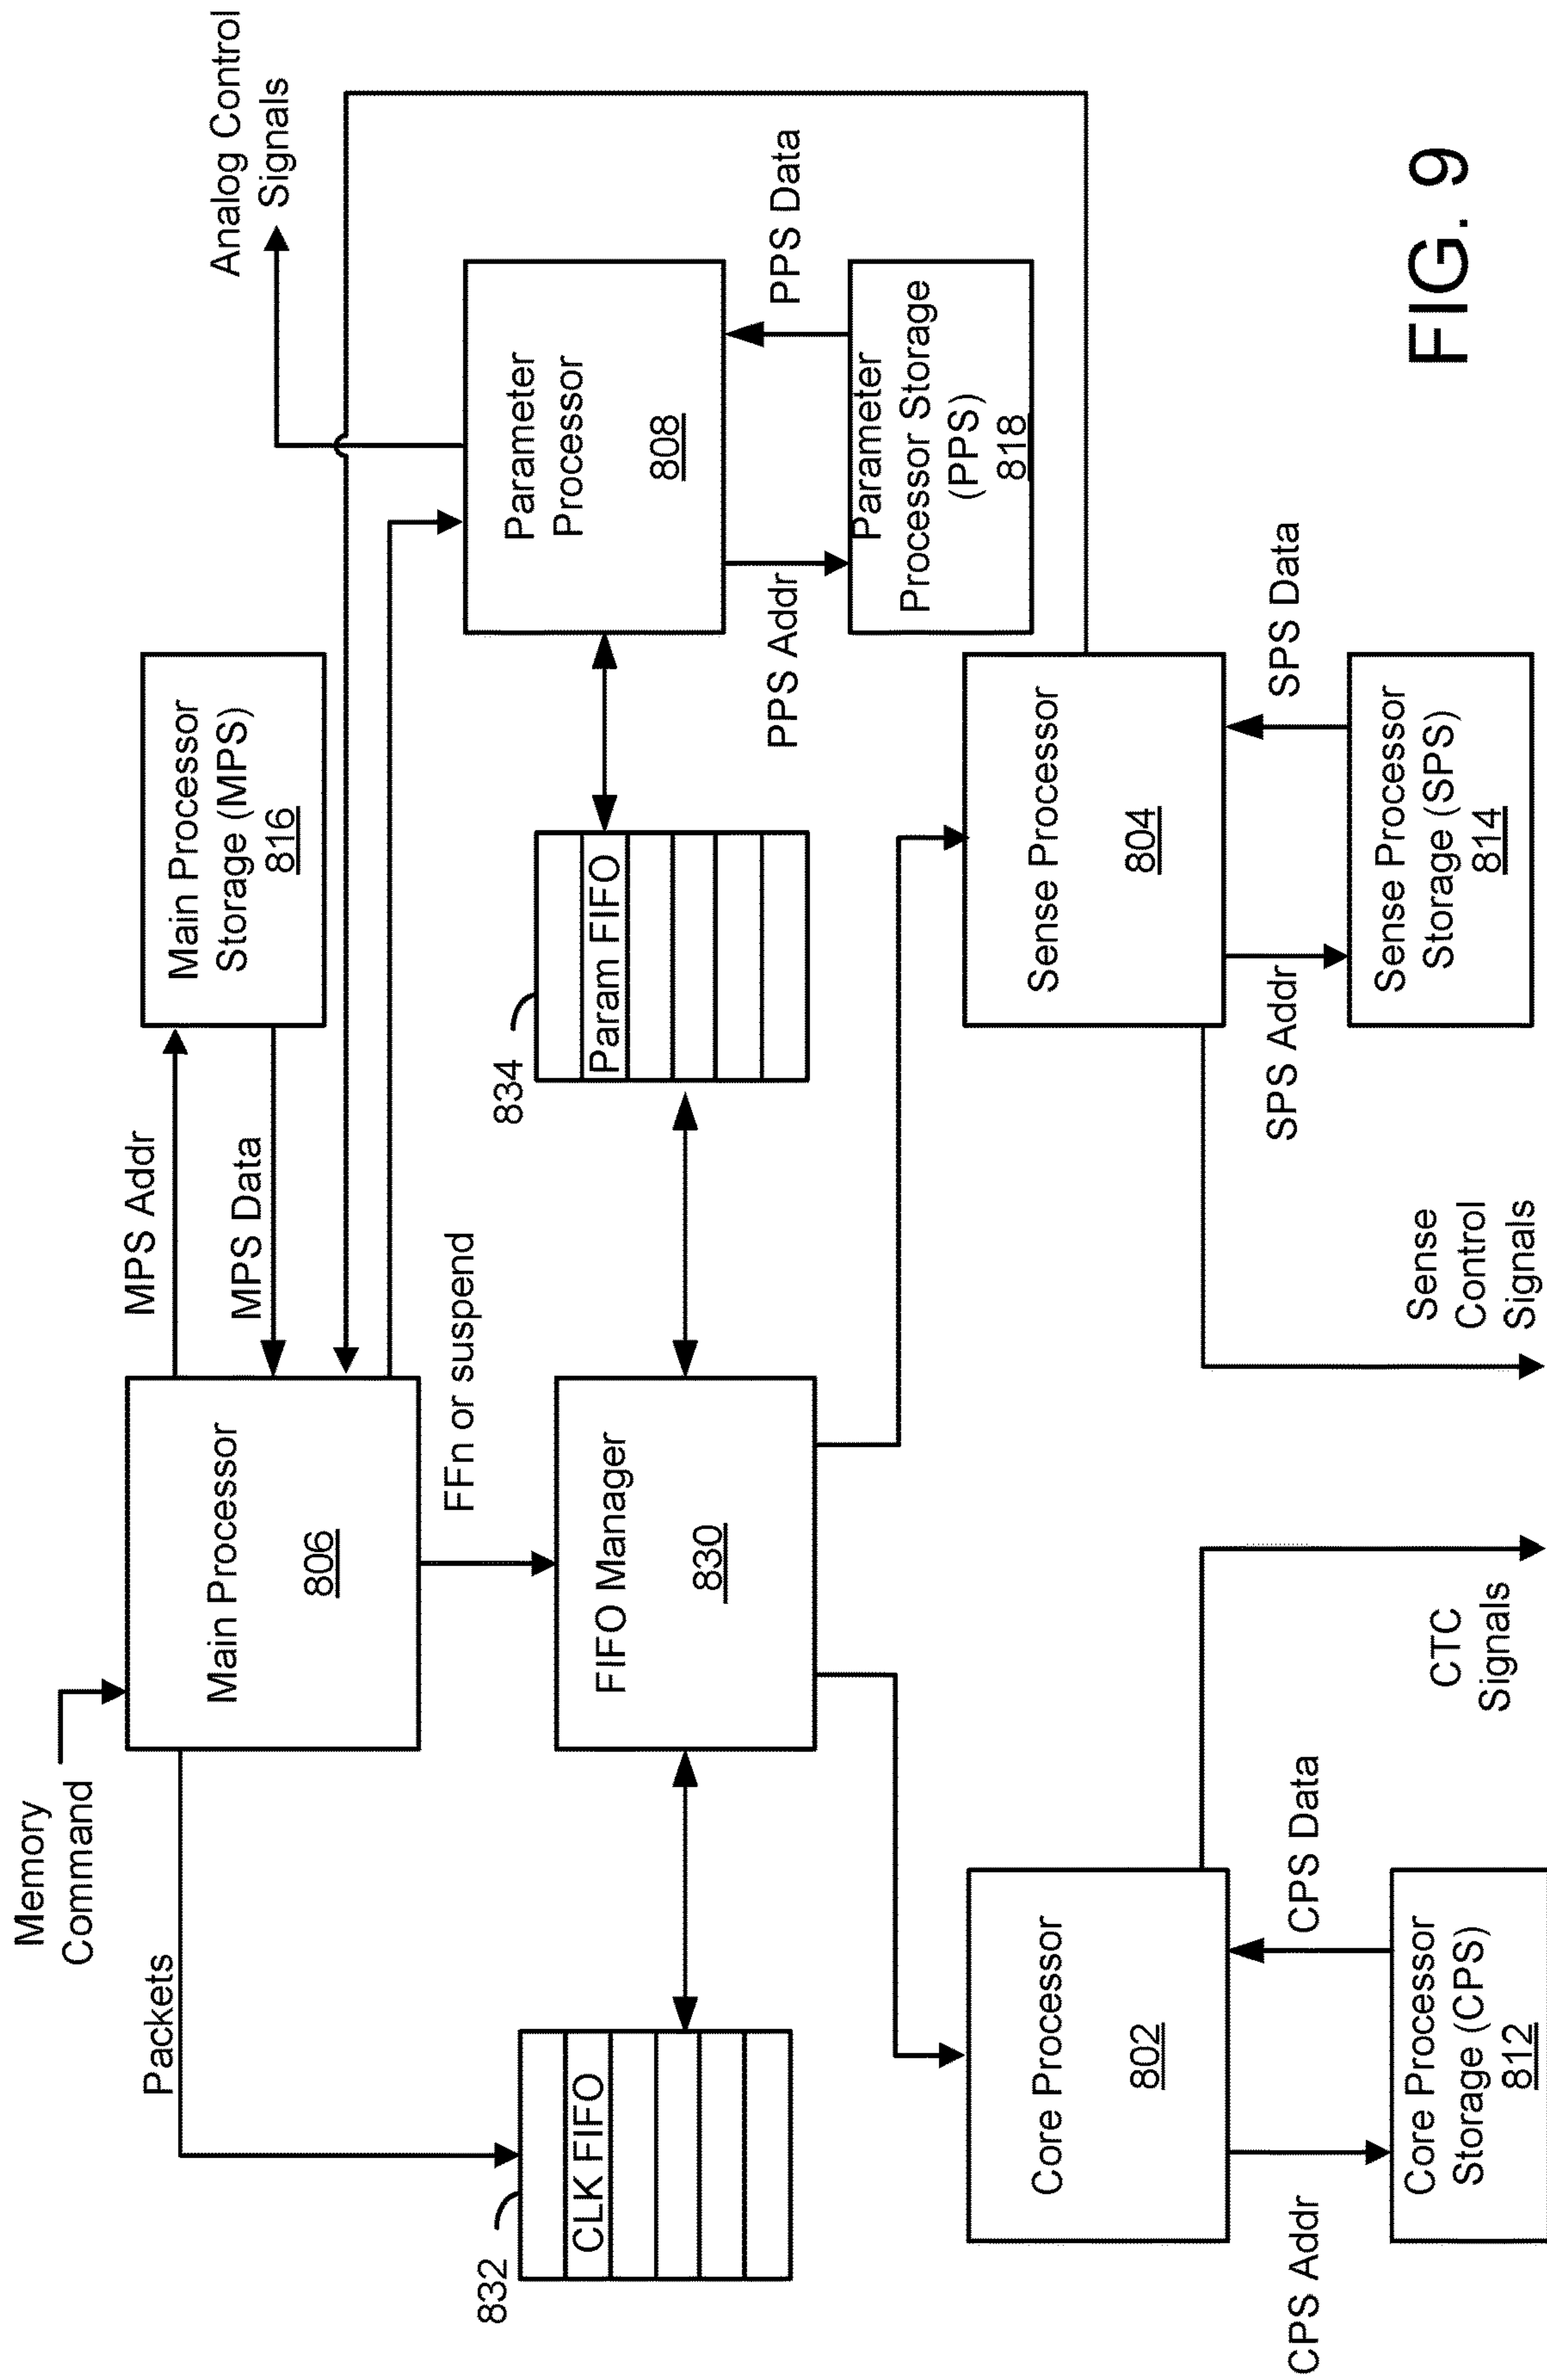 Memory
Command
Packets
Main Processor
806
MPS Addr
MPS Data
Main Processor
Storage (MPS)
816
Analog Control
Signals
FFn or suspend
832
CLK FIFO
FIFO Manager
830
834
Param FIFO
Parameter
Processor
808
PPS Addr
PPS Data
Parameter
Processor Storage
(PPS)
818
Core Processor
802
CPS Addr
CPS Data
Core Processor
Storage (CPS)
812
CTC
Signals
Sense
Control
Signals
Sense Processor
804
SPS Addr
SPS Data
Sense Processor
Storage (SPS)
814
FIG. 9